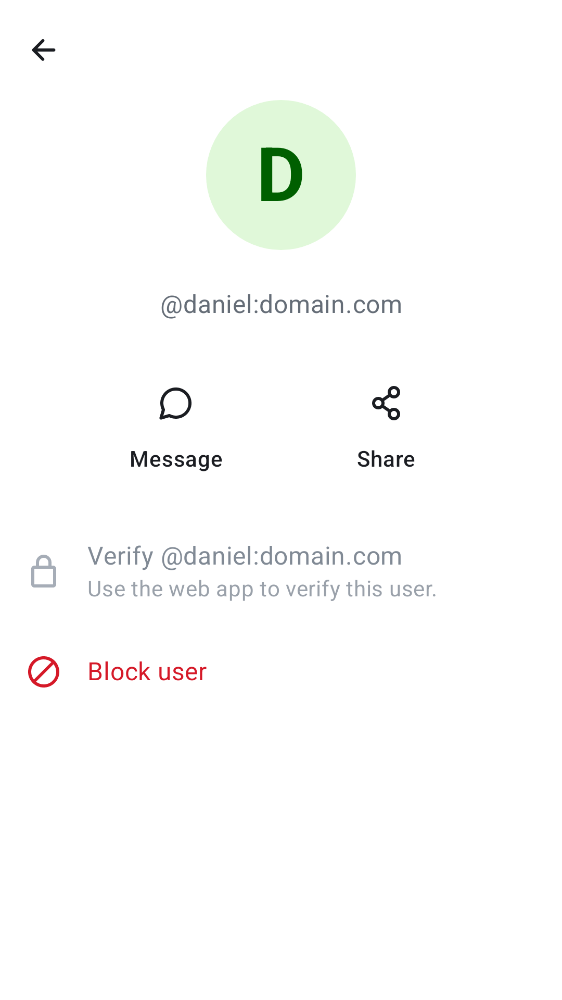 D
@daniel:domain.com
Message Share
Verify @daniel:domain.com
Use the web app to verify this user.
Block user